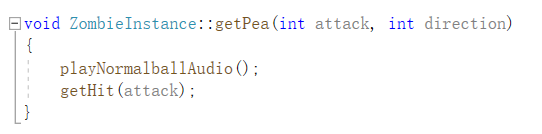 void ZombieInstance::getPea(int attack, int direction)
{
playNormalballAudio();
getHit(attack);
}